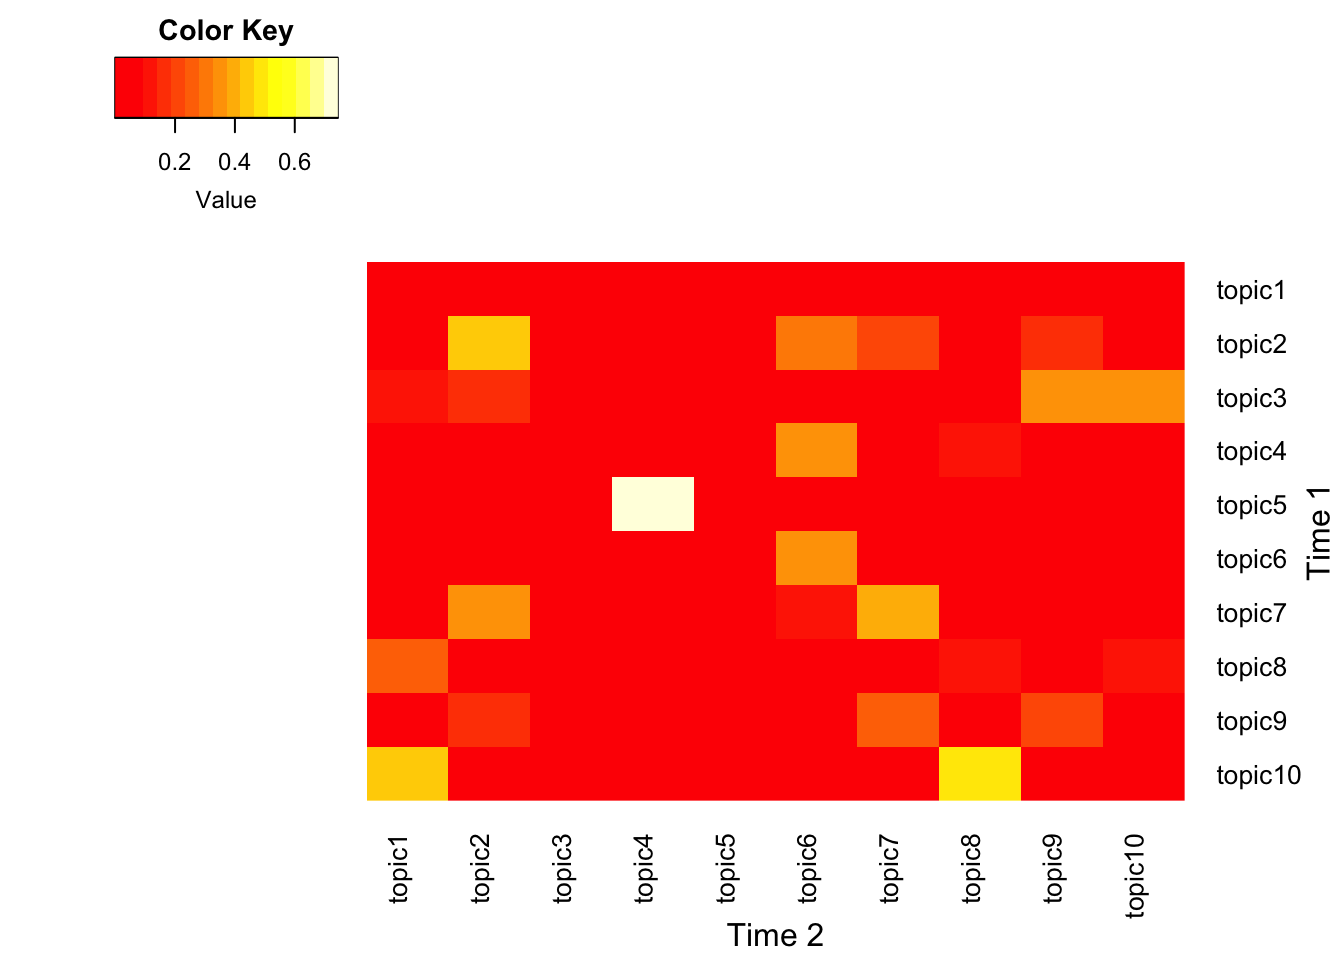 Color Key
0.2 0.4 0.6
Value
topic1
topic2
topic3
topic4
topic5
topic6
topic7
topic8
topic9
topic10
Time 1
topic1 topic2 topic3 topic4 topic5 topic6 topic7 topic8 topic9 topic10
Time 2